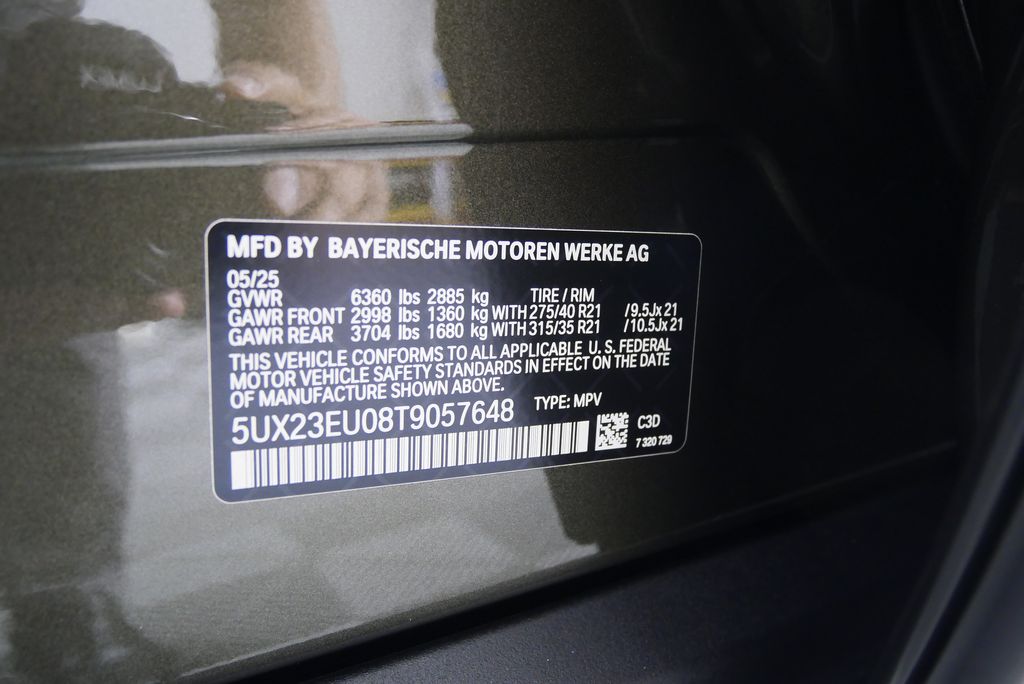 MFD BY BAYERISCHE MOTOREN WERKE AG
05/25
GVWR 6360 lbs 2885 kg TIRE / RIM
GAWR FRONT 2998 lbs 1360 kg WITH 275/40 R21 /9.5Jx 21
GAWR REAR 3704 lbs 1680 kg WITH 315/35 R21 /10.5Jx 21
THIS VEHICLE CONFORMS TO ALL APPLICABLE U. S. FEDERAL
MOTOR VEHICLE SAFETY STANDARDS IN EFFECT ON THE DATE
OF MANUFACTURE SHOWN ABOVE.
5UX23EU08T9057648 TYPE: MPV
C3D
7 320 729